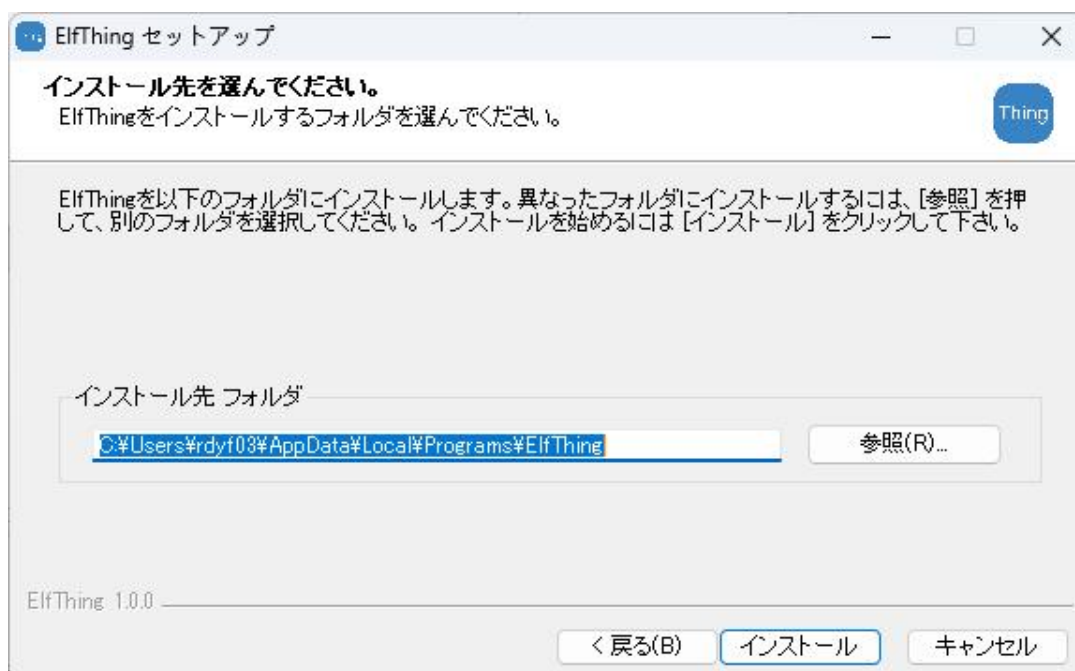 ElfThing セットアップ
インストール先を選んでください。
ElfThingをインストールするフォルダを選んでください。
Thing
ElfThingを以下のフォルダにインストールします。異なったフォルダにインストールするには、[参照] を押
して、別のフォルダを選択してください。 インストールを始めるには [インストール] をクリックして下さい。
インストール先 フォルダ
C:¥Users¥rdyf03¥AppData¥Local¥Programs¥ElfThing
参照(R)...
ElfThing 1.0.0
< 戻る(B)
インストール
キャンセル